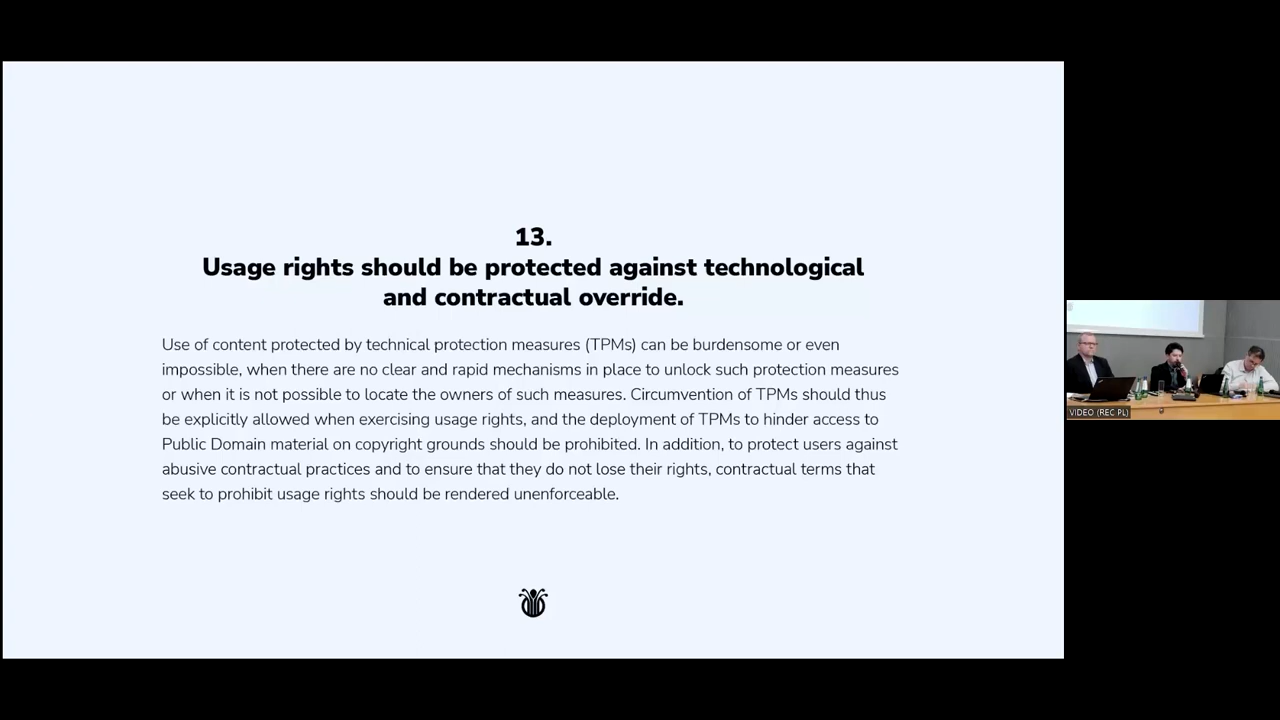 13.
Usage rights should be protected against technological
and contractual override.
Use of content protected by technical protection measures (TPMs) can be burdensome or even
impossible, when there are no clear and rapid mechanisms in place to unlock such protection measures
or when it is not possible to locate the owners of such measures. Circumvention of TPMs should thus
be explicitly allowed when exercising usage rights, and the deployment of TPMs to hinder access to
Public Domain material on copyright grounds should be prohibited. In addition, to protect users against
abusive contractual practices and to ensure that they do not lose their rights, contractual terms that
seek to prohibit usage rights should be rendered unenforceable.
VIDEO (REC PL)